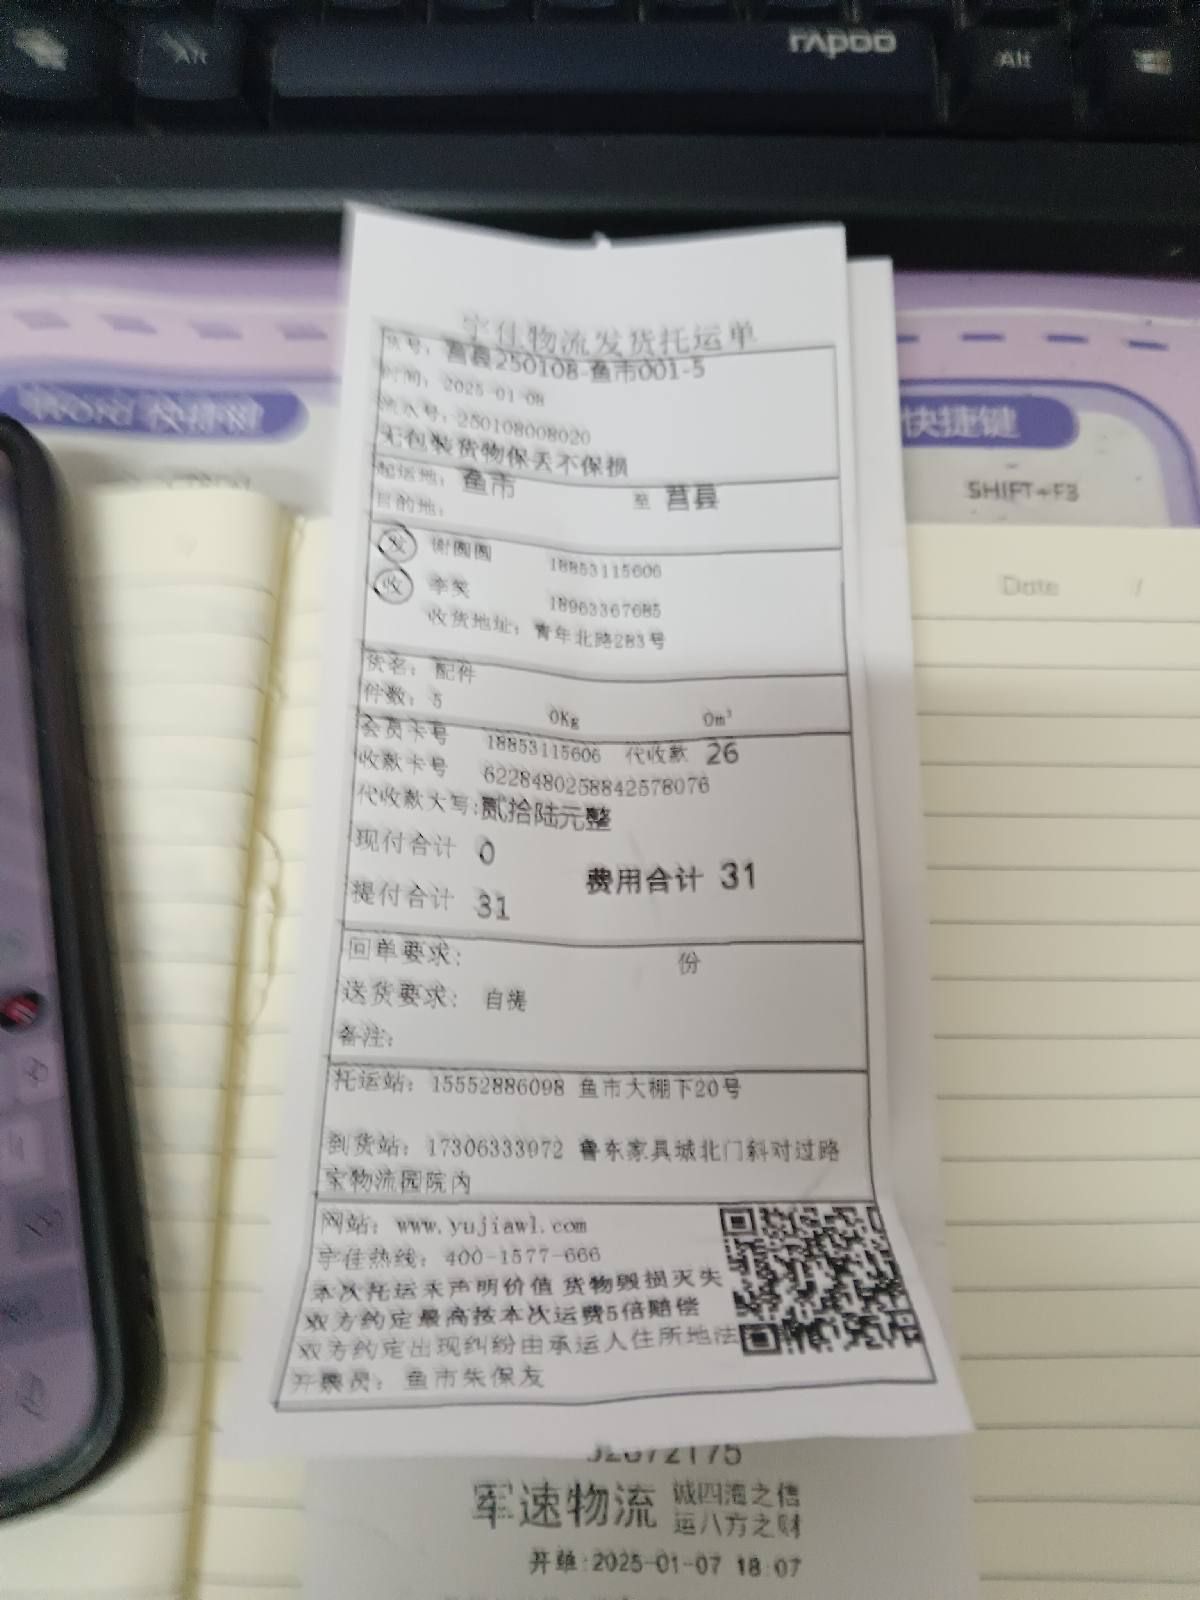 Alt
rapoo
Alt
Word 快捷键
快捷键
SHIFT+F3
Date /
宇佳物流发货托运单
货号：莒县250108-鱼市001-5
时间：2025-01-08
流水号：250108008020
无包装货物保丢不保损
起运地：鱼市 至 莒县
目的地：
发 谢圆圆 18853115606
收 李笑 18963367685
收货地址：青年北路283号
货名：配件
件数：5 0Kg 0m³
会员卡号 18853115606 代收款 26
收款卡号 6228480258842578076
代收款大写:贰拾陆元整
现付合计 0
费用合计 31
提付合计 31
回单要求： 份
送货要求：自提
备注：
托运站：15552886098 鱼市大棚下20号
到货站：17306333972 鲁东家具城北门斜对过路
宝物流园院内
网站：www.yujiawl.com
宇佳热线：400-1577-666
本次托运未声明价值 货物毁损灭失
双方约定最高按本次运费5倍赔偿
双方约定出现纠纷由承运人住所地法
开票员：鱼市朱保友
军速物流 诚四海之信
运八方之财
开单:2025-01-07 18:07